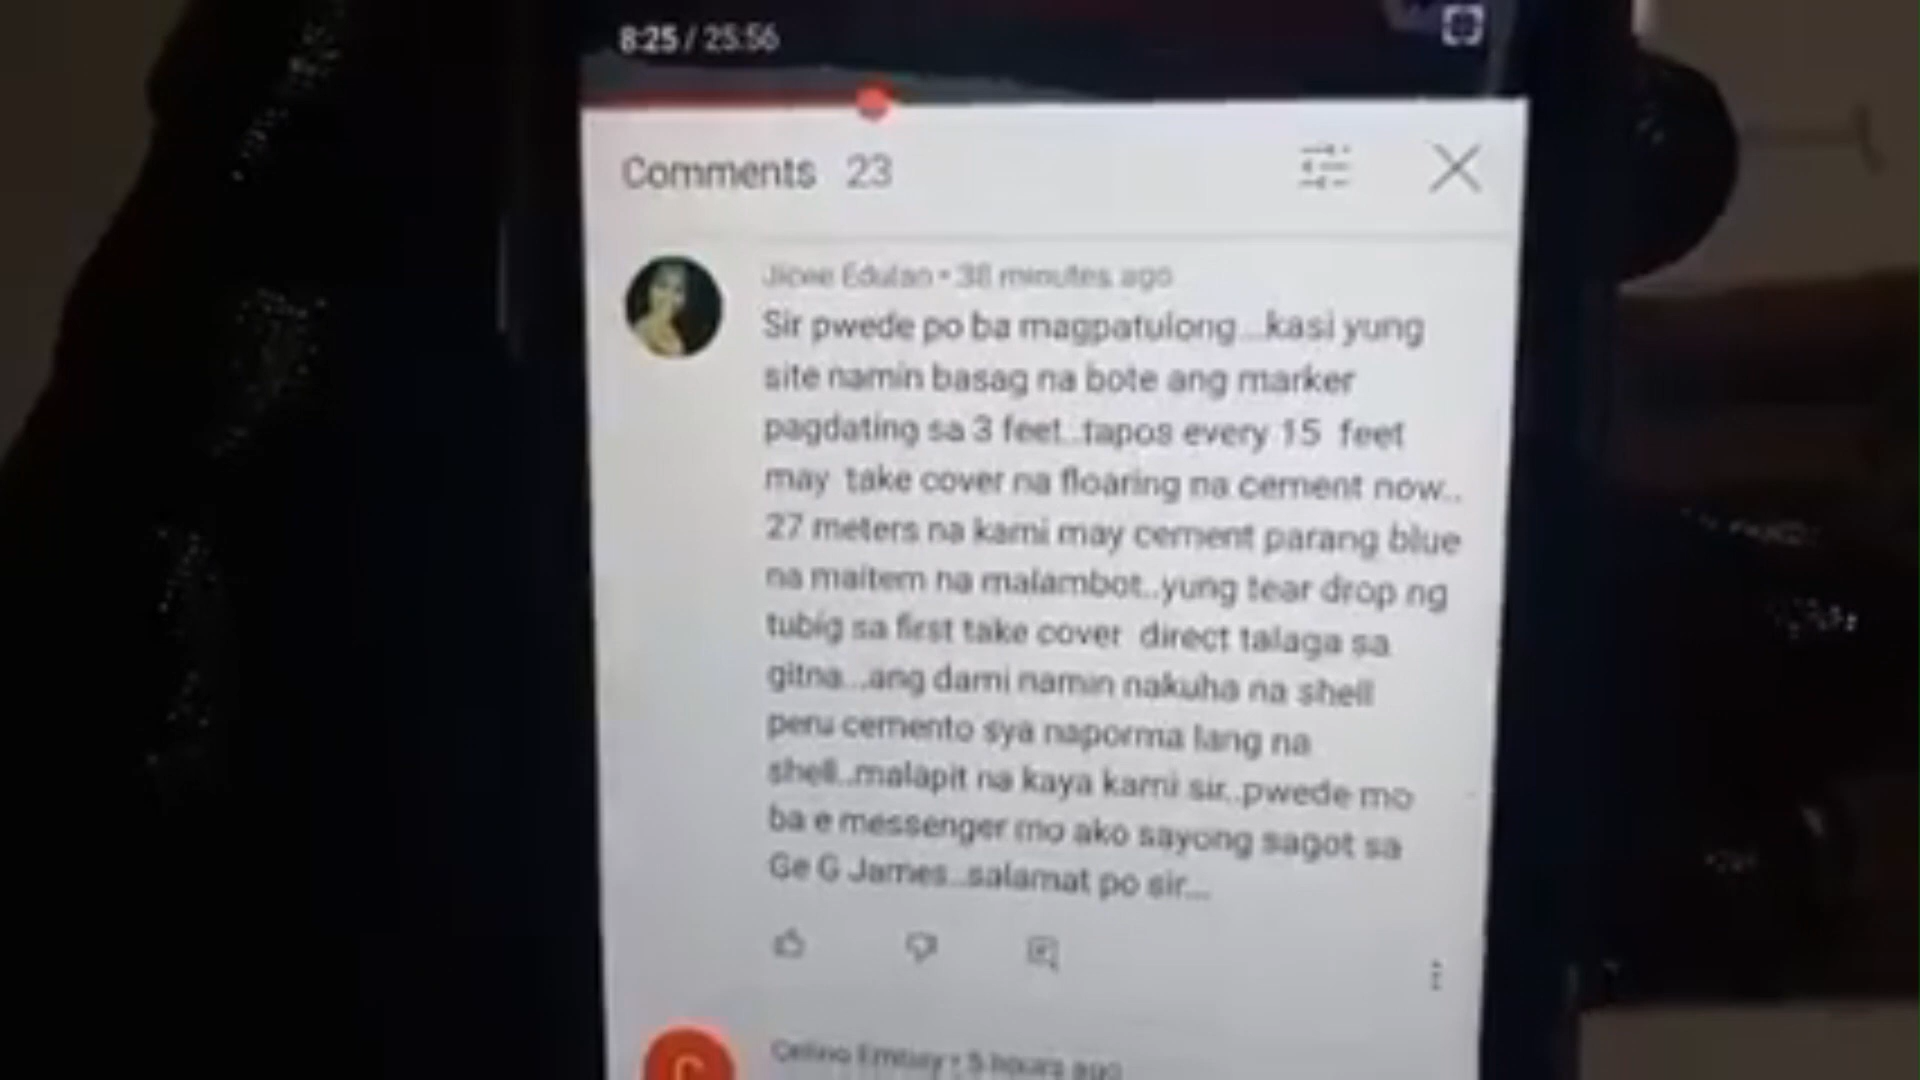 8:25 / 25:56
Comments 23
Jicee Edulan • 38 minutes ago
Sir pwede po ba magpatulong...kasi yung
site namin basag na bote ang marker
pagdating sa 3 feet..tapos every 15 feet
may take cover na floaring na cement now..
27 meters na kami may cement parang blue
na maitem na malambot..yung tear drop ng
tubig sa first take cover direct talaga sa
gitna...ang dami namin nakuha na shell
peru cemento sya naporma lang na
shell..malapit na kaya kami sir..pwede mo
ba e messenger mo ako sayong sagot sa
Ge G James..salamat po sir...
C
Celino • 5 hours ago